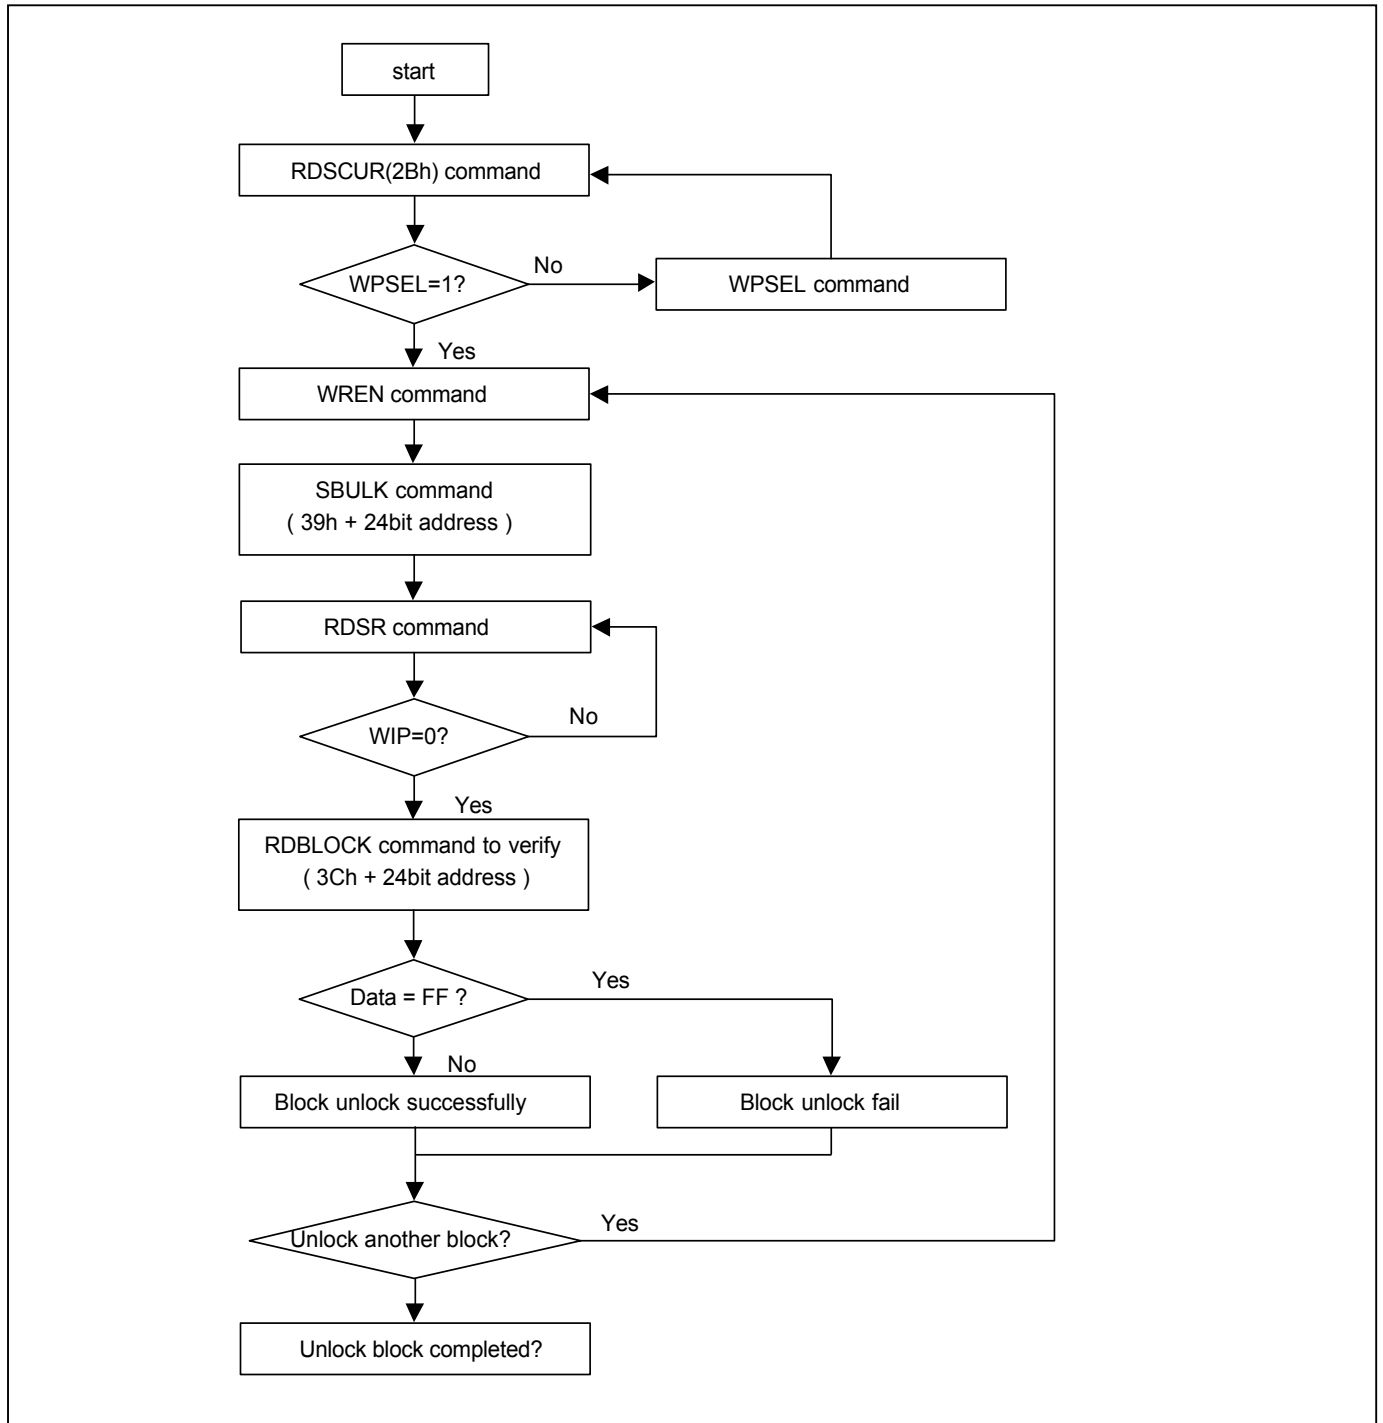 start
RDSCUR(2Bh) command
WPSEL=1?
No
WPSEL command
Yes
WREN command
SBULK command
( 39h + 24bit address )
RDSR command
WIP=0?
No
Yes
RDBLOCK command to verify
( 3Ch + 24bit address )
Data = FF ?
Yes
No
Block unlock successfully
Block unlock fail
Unlock another block?
Yes
Unlock block completed?